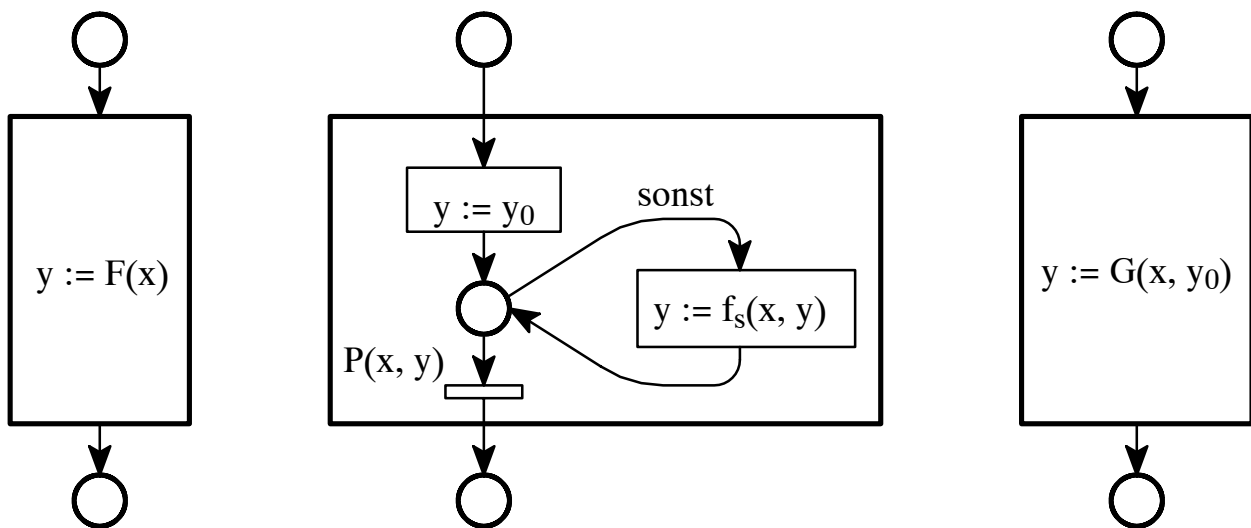 y := F(x)
y := y₀
sonst
y := fₛ(x, y)
P(x, y)
y := G(x, y₀)